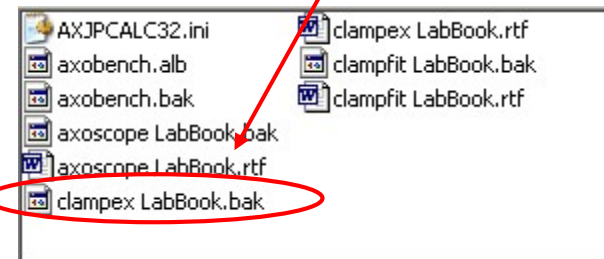 AXJPCALC32.ini
axobench.alb
axobench.bak
axoscope LabBook.bak
axoscope LabBook.rtf
clampex LabBook.bak
clampex LabBook.rtf
clampfit LabBook.bak
clampfit LabBook.rtf